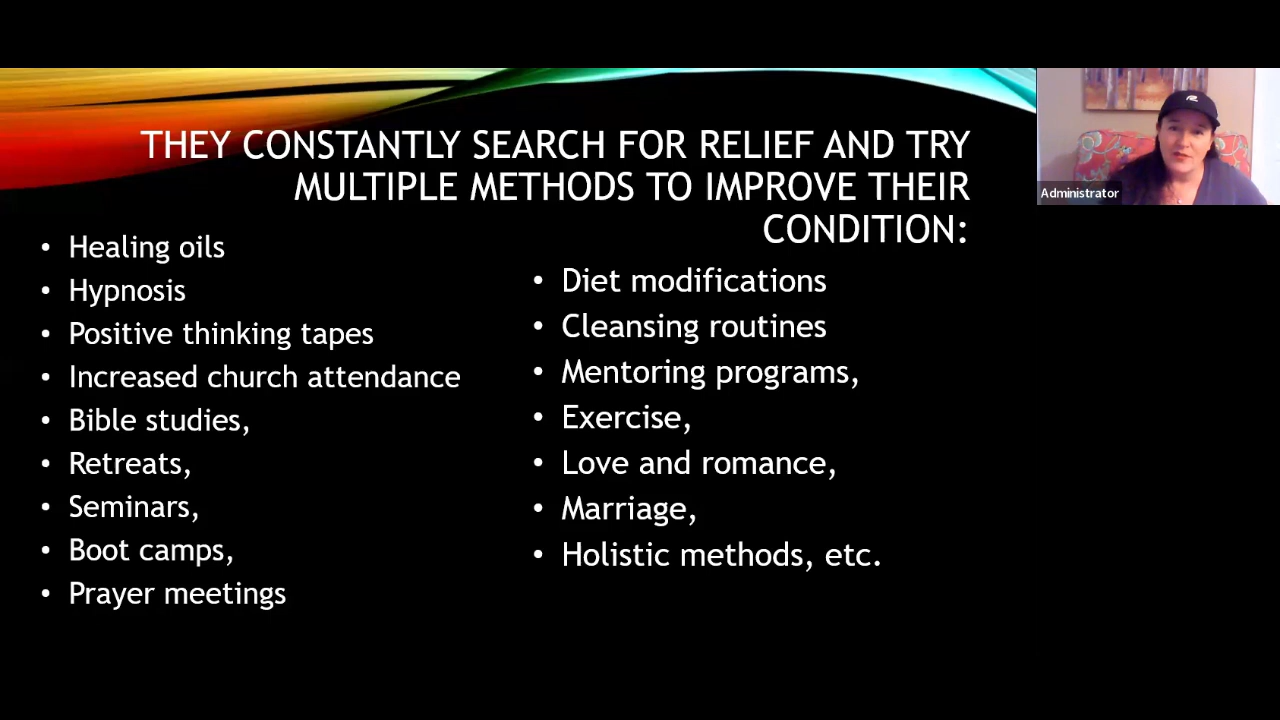 THEY CONSTANTLY SEARCH FOR RELIEF AND TRY
MULTIPLE METHODS TO IMPROVE THEIR
CONDITION:
• Healing oils
• Hypnosis
• Positive thinking tapes
• Increased church attendance
• Bible studies,
• Retreats,
• Seminars,
• Boot camps,
• Prayer meetings
• Diet modifications
• Cleansing routines
• Mentoring programs,
• Exercise,
• Love and romance,
• Marriage,
• Holistic methods, etc.
Administrator